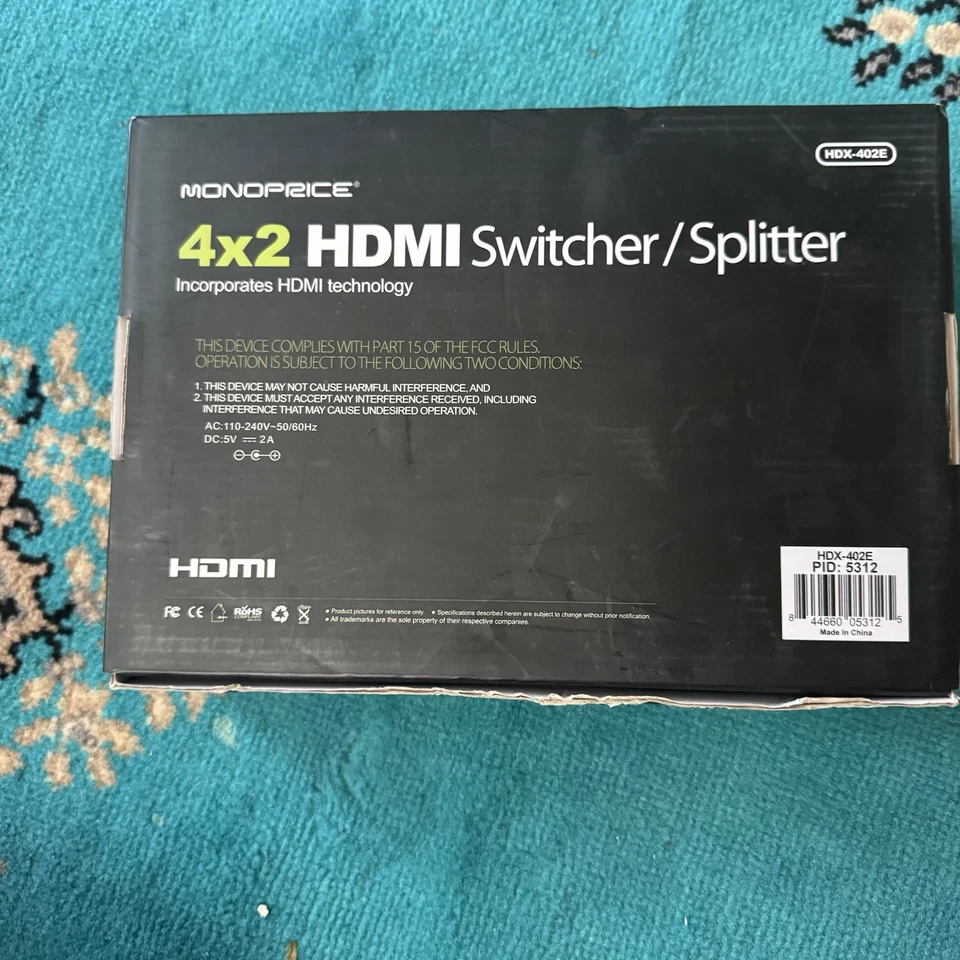 HDX-402E
MONOPRICE®
4x2 HDMI Switcher/Splitter
Incorporates HDMI technology
THIS DEVICE COMPLIES WITH PART 15 OF THE FCC RULES.
OPERATION IS SUBJECT TO THE FOLLOWING TWO CONDITIONS:
1. THIS DEVICE MAY NOT CAUSE HARMFUL INTERFERENCE, AND
2. THIS DEVICE MUST ACCEPT ANY INTERFERENCE RECEIVED, INCLUDING
INTERFERENCE THAT MAY CAUSE UNDESIRED OPERATION.
AC:110-240V~50/60Hz
DC:5V ⎓ 2A
HDMI
FC CE RoHS
COMPLIANT
• Product pictures for reference only. • Specifications described herein are subject to change without prior notification.
• All trademarks are the sole property of their respective companies.
HDX-402E
PID: 5312
8 44660 05312 5
Made in China